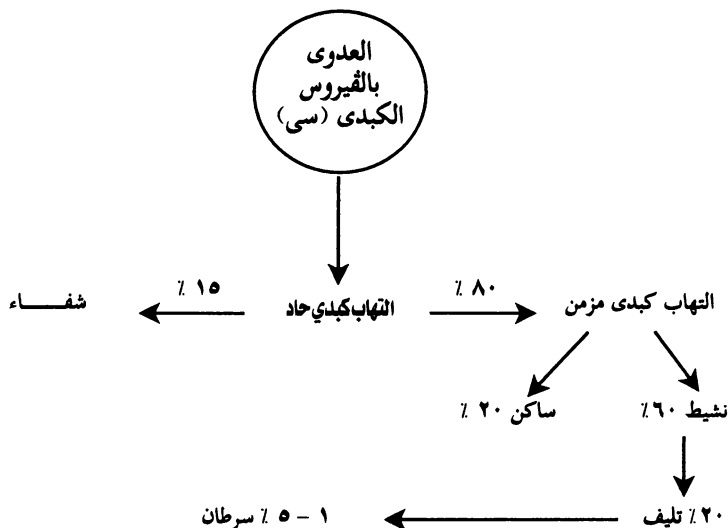 العدوى
بالڤيروس
الكبدى (سى)
٨٠ ٪
١٥ ٪
التهاب كبدى مزمن
التهاب كبدي حاد
شفــــاء
نشيط ٦٠٪
ساكن ٢٠ ٪
٢٠٪ تليف
١ – ٥ ٪ سرطان